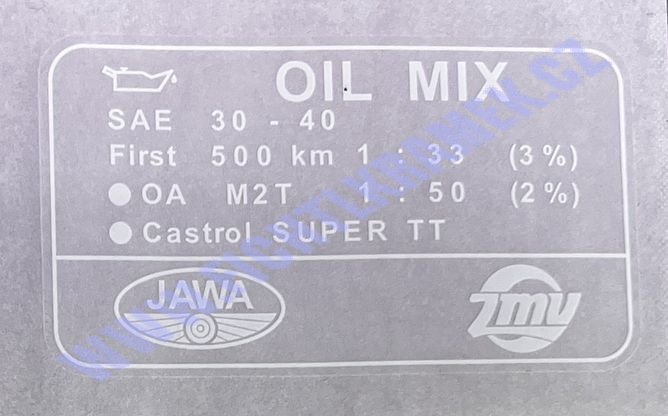 OIL MIX
SAE 30 - 40
First 500 km 1 : 33 (3%)
OA M2T 1 : 50 (2%)
Castrol SUPER TT
JAWA
ZMV